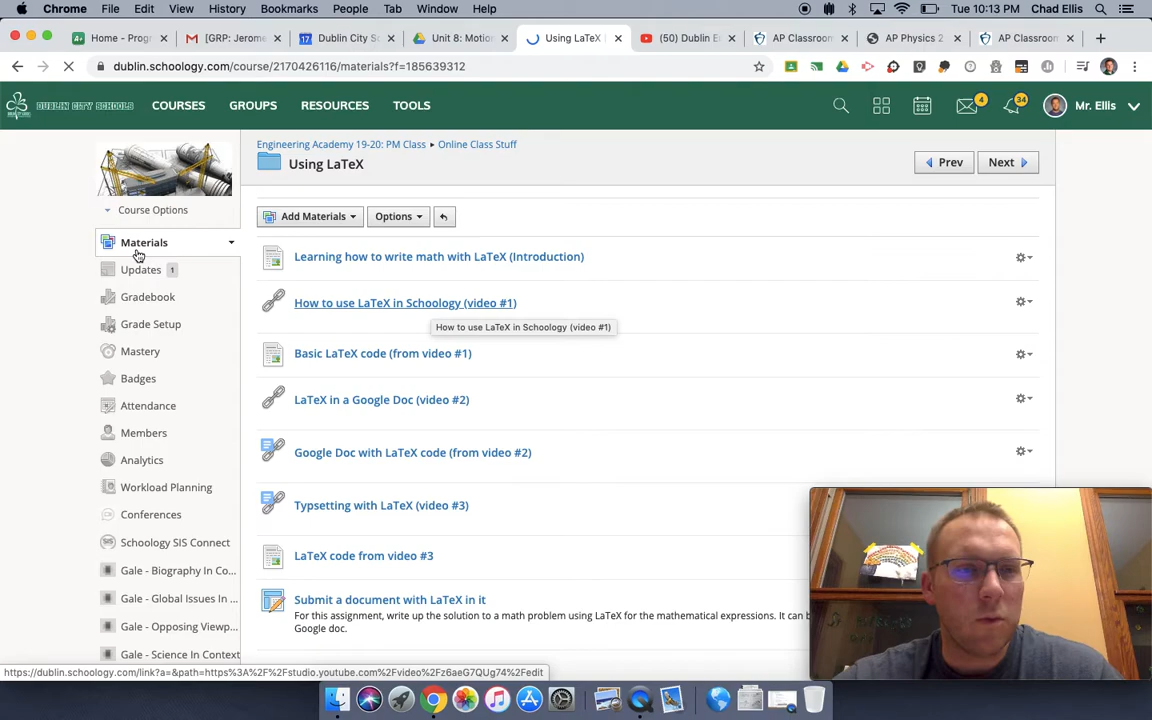 Chrome File Edit View History Bookmarks People Tab Window Help Tue 10:13 PM Chad Ellis
Home - Progr [GRP: Jerome Dublin City S 17 Unit 8: Motion Using LaTeX | (50) Dublin E AP Classroom AP Physics 2 AP Classroom
dublin.schoology.com/course/2170426116/materials?f=185639312
DUBLIN CITY SCHOOLS COURSES GROUPS RESOURCES TOOLS 4 34 Mr. Ellis
Engineering Academy 19-20: PM Class ▸ Online Class Stuff
Using LaTeX
Prev Next
Course Options
Add Materials Options
Materials
Learning how to write math with LaTeX (Introduction)
Updates 1
Gradebook
How to use LaTeX in Schoology (video #1)
How to use LaTeX in Schoology (video #1)
Grade Setup
Mastery
Basic LaTeX code (from video #1)
Badges
LaTeX in a Google Doc (video #2)
Attendance
Members
Google Doc with LaTeX code (from video #2)
Analytics
Workload Planning
Typsetting with LaTeX (video #3)
Conferences
Schoology SIS Connect
LaTeX code from video #3
Gale - Biography In Co...
Gale - Global Issues In ...
Submit a document with LaTeX in it
For this assignment, write up the solution to a math problem using LaTeX for the mathematical expressions. It can b
Google doc.
Gale - Opposing Viewp...
Gale - Science In Context
https://dublin.schoology.com/link?a=&path=https%3A%2F%2Fstudio.youtube.com%2Fvideo%2Fz6aeG7QUg74%2Fedit